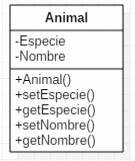 Animal
-Especie
-Nombre
+Animal()
+setEspecie()
+getEspecie()
+setNombre()
+getNombre()